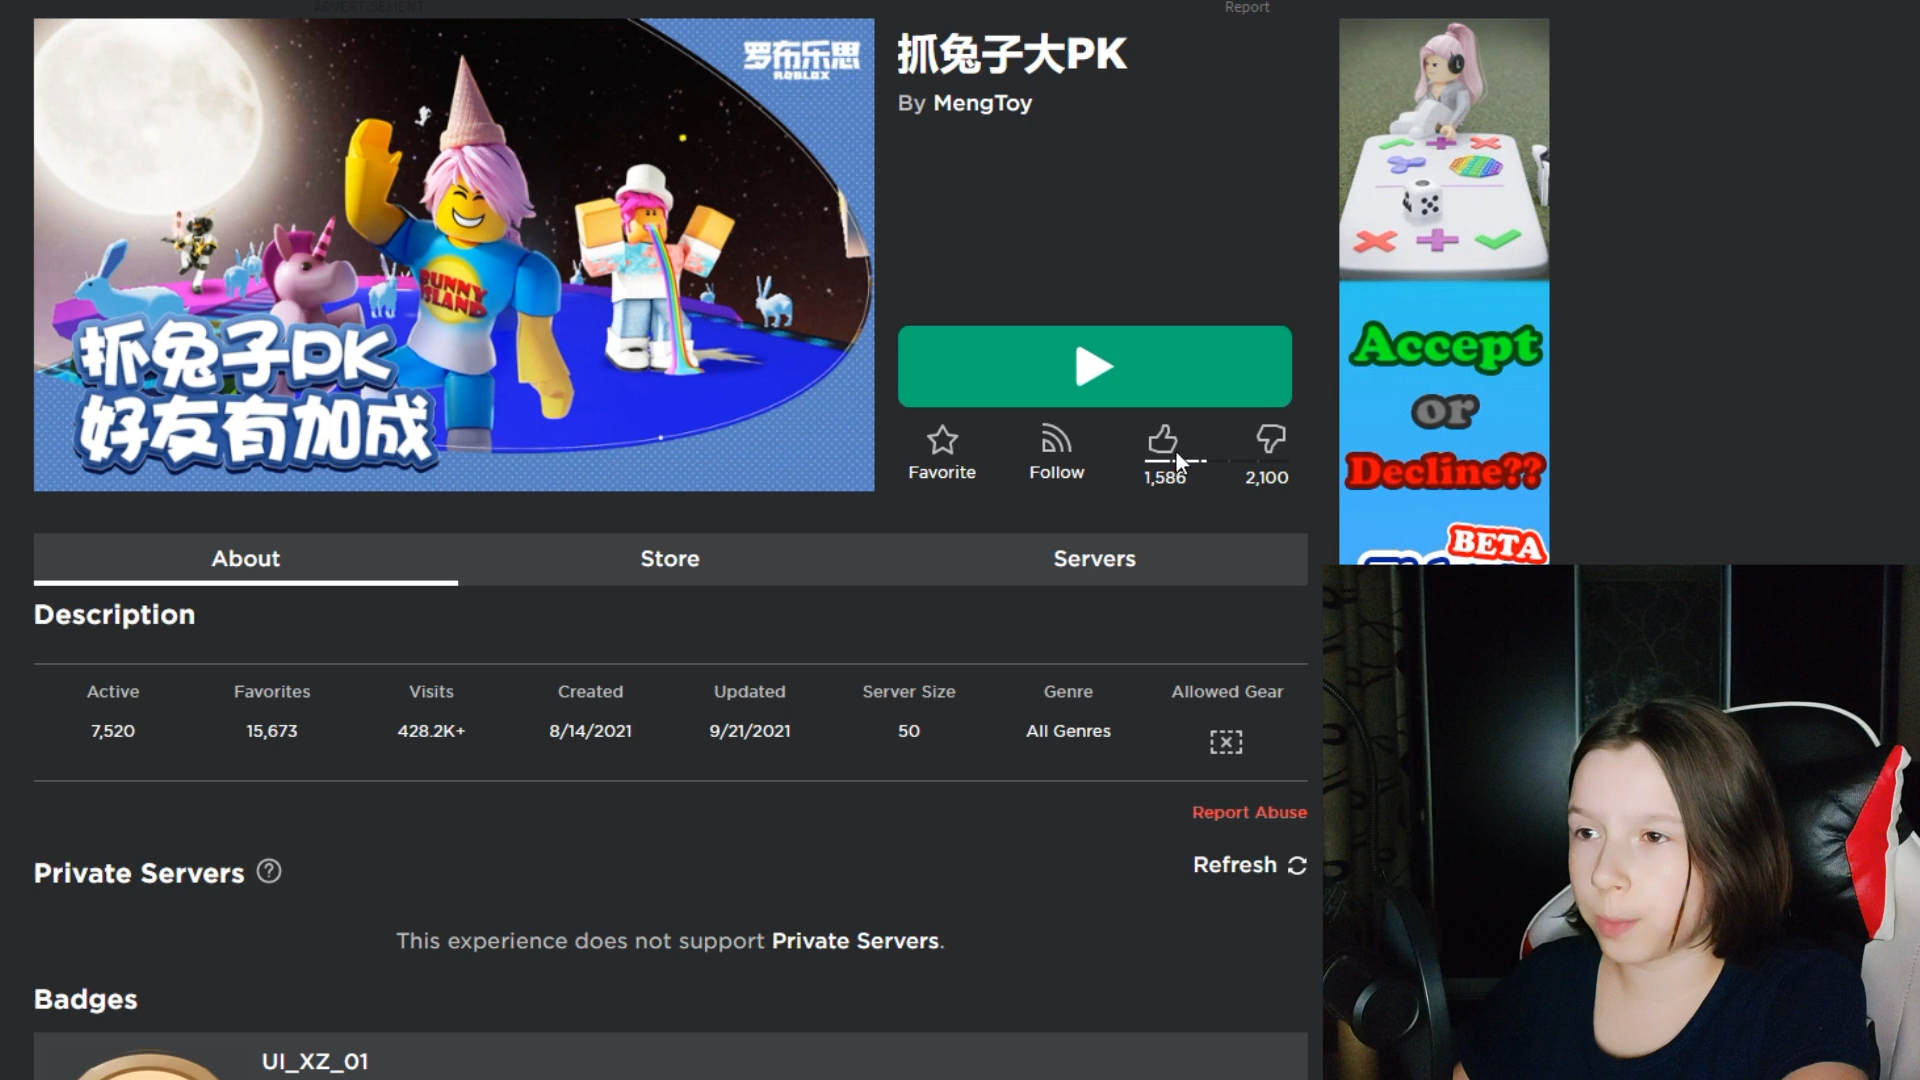 ADVERTISEMENT
Report
罗布乐思
ROBLOX
BUNNY
ISLAND
抓兔子PK
好友有加成
抓兔子大PK
By MengToy
Favorite
Follow
1,586
2,100
Accept
or
Decline??
BETA
About
Store
Servers
Description
Active
Favorites
Visits
Created
Updated
Server Size
Genre
Allowed Gear
7,520
15,673
428.2K+
8/14/2021
9/21/2021
50
All Genres
Report Abuse
Private Servers
Refresh
This experience does not support Private Servers.
Badges
UI_XZ_01